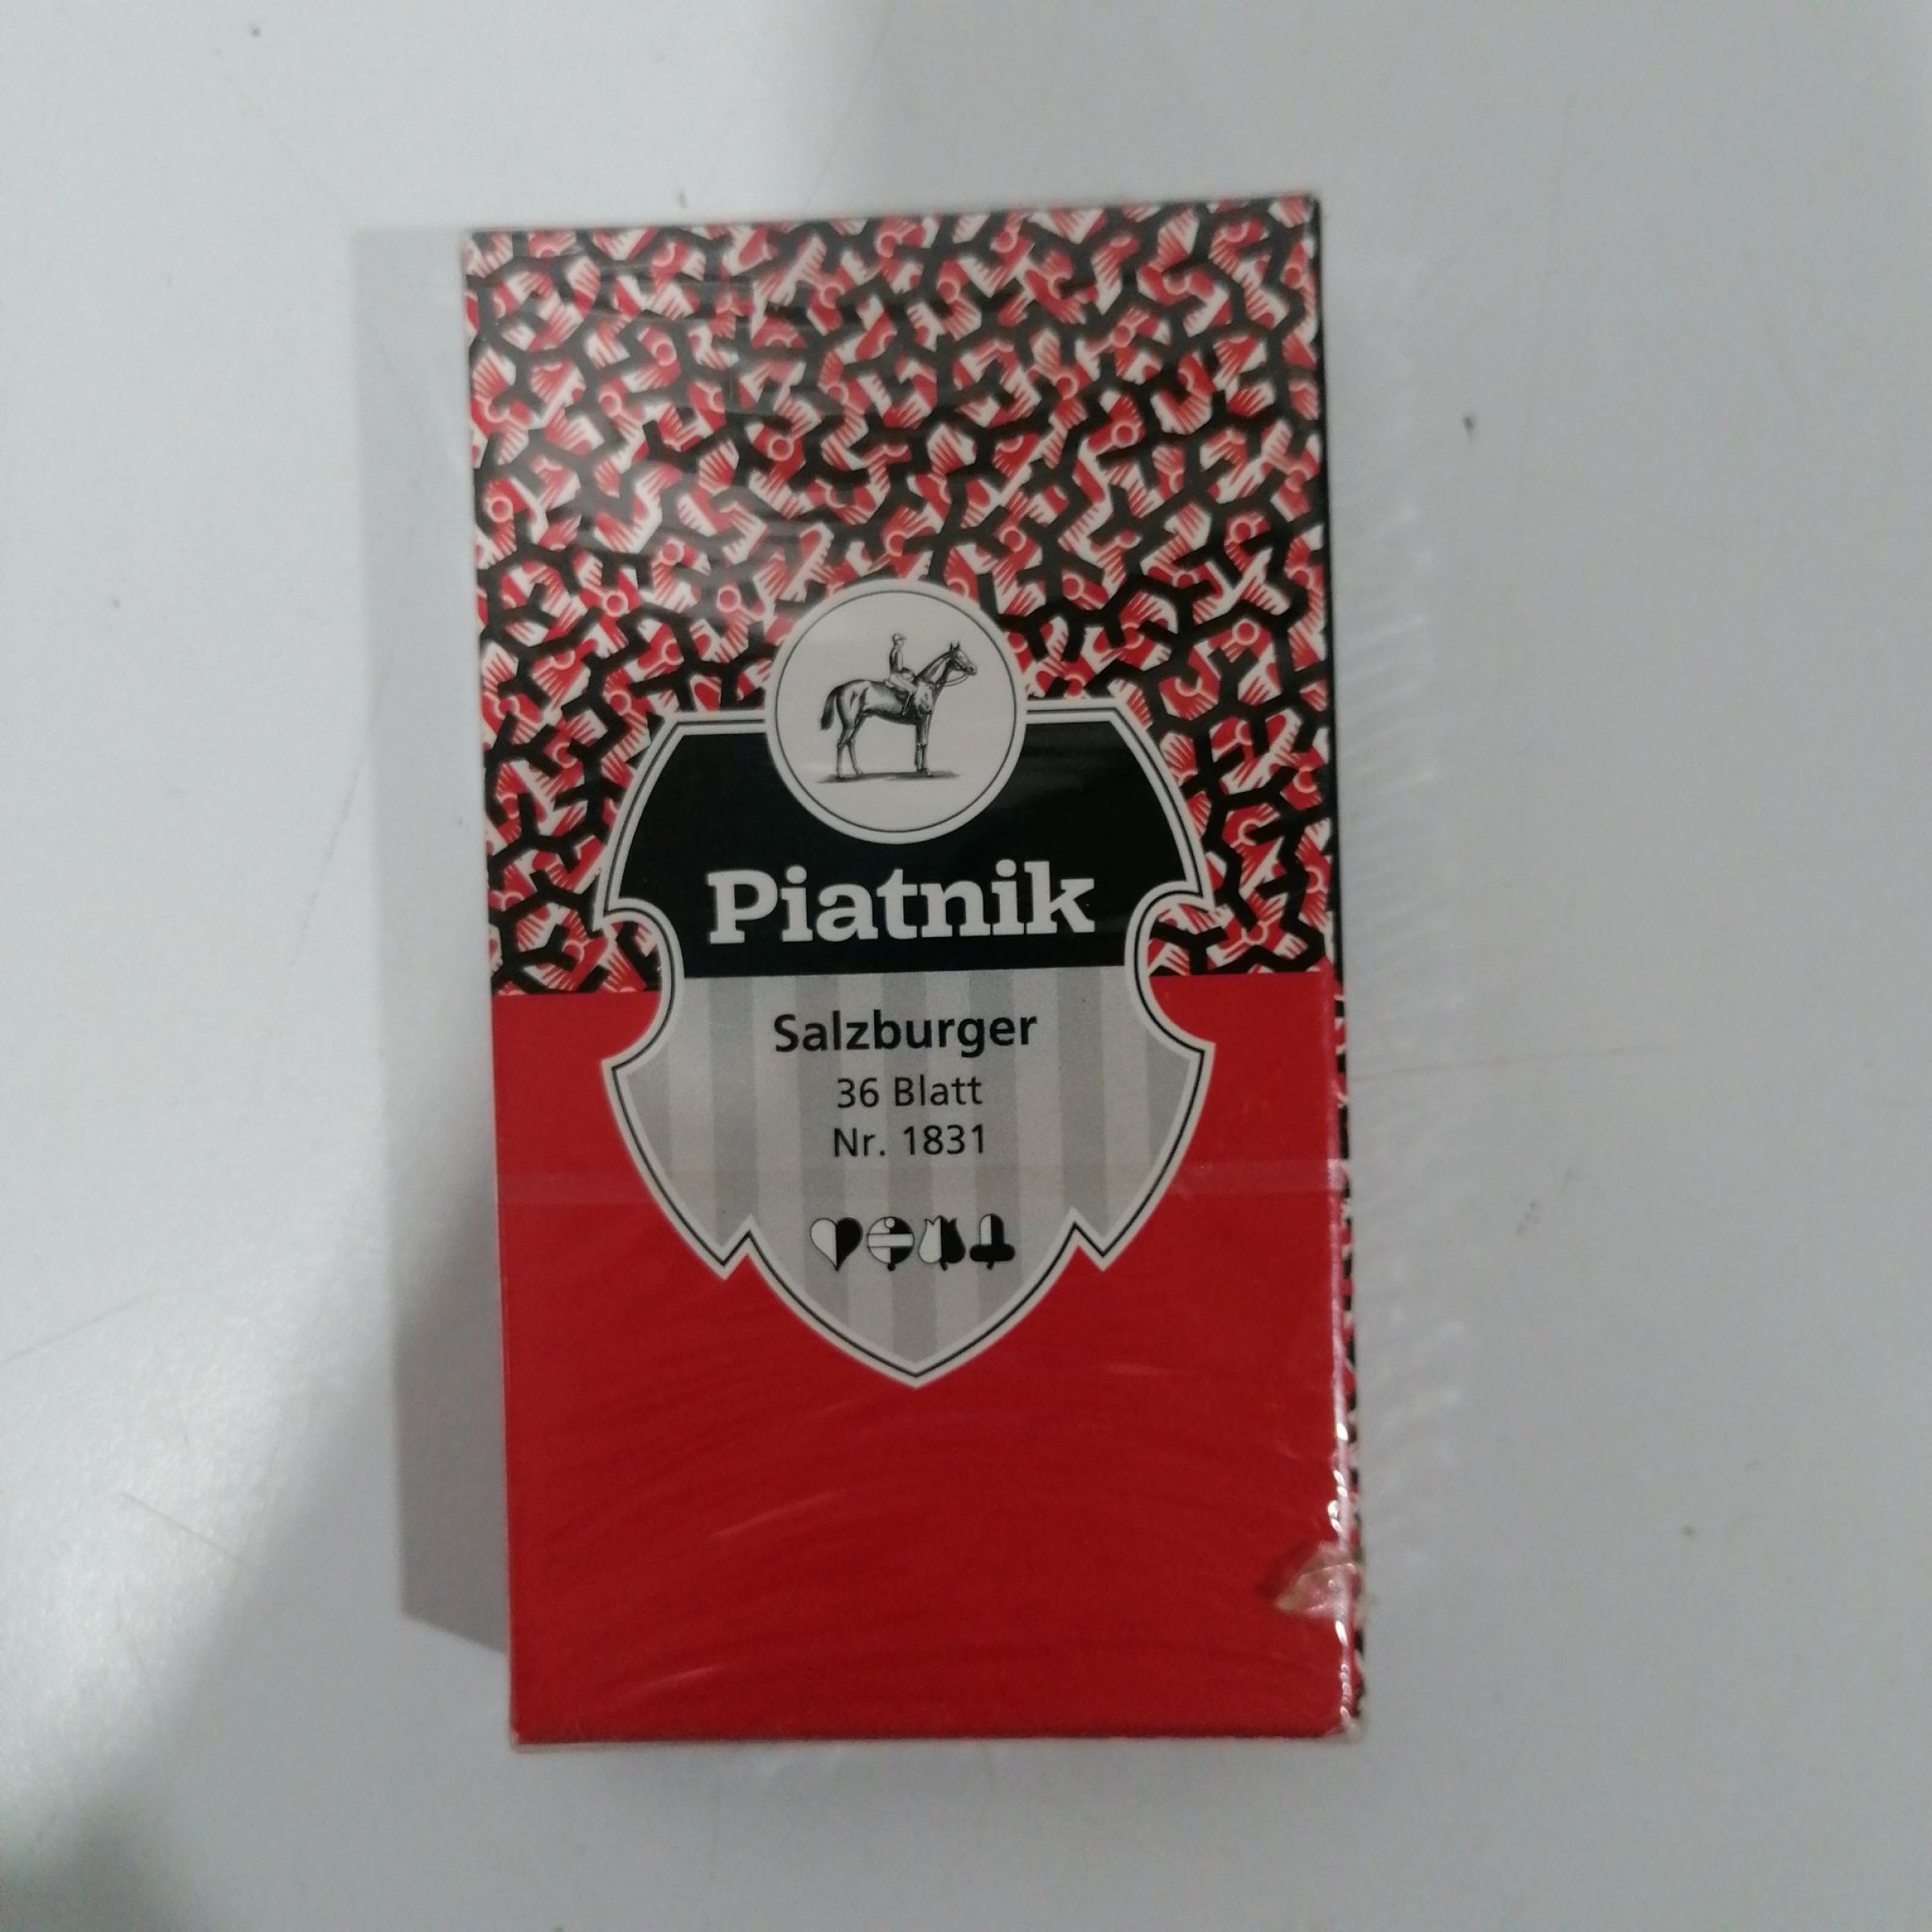 Piatnik
Salzburger
36 Blatt
Nr. 1831